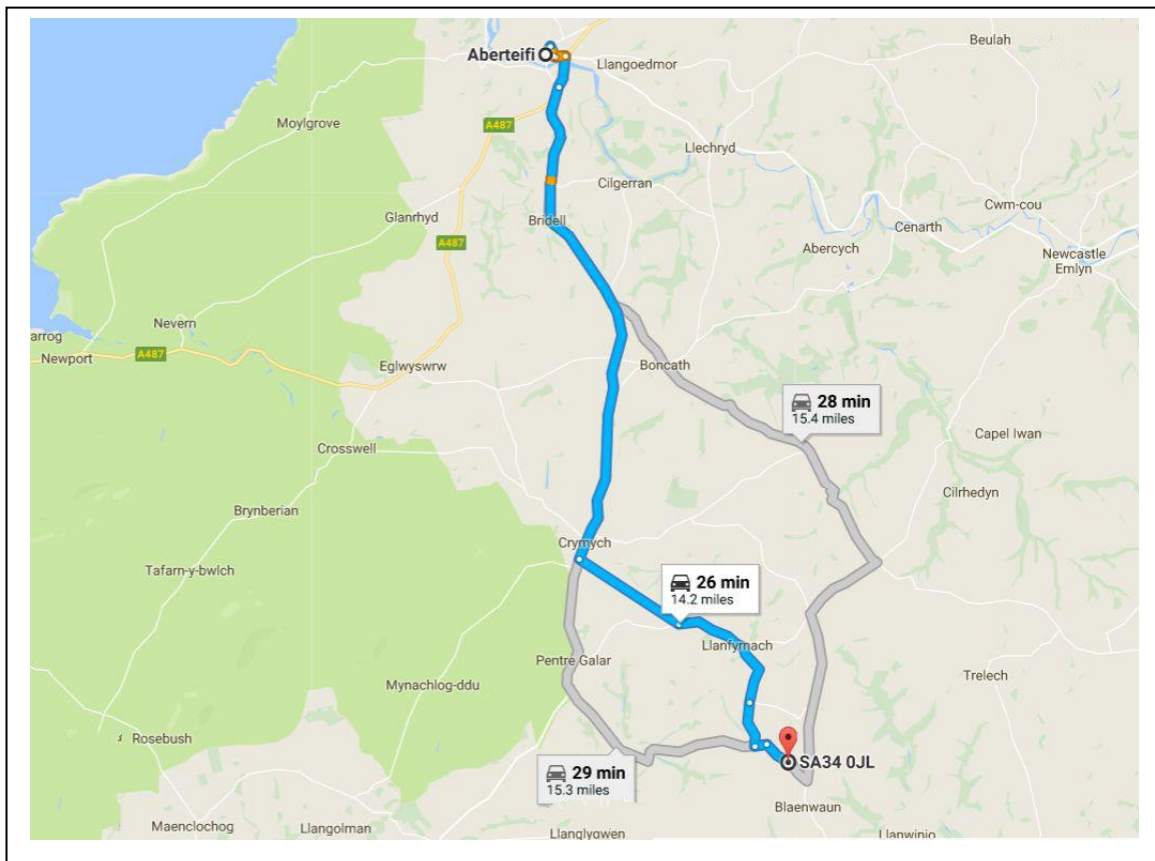 Beulah
Aberteifi
Llangoedmor
Moylgrove
A487
Llechryd
Cilgerran
Cwm-cou
Glanrhyd
Bridell
Cenarth
A487
Abercych
Newcastle
Emlyn
Nevern
arrog
Newport
A487
Eglwyswrw
Boncath
28 min
15.4 miles
Capel Iwan
Crosswell
Cilrhedyn
Brynberian
Crymych
Tafarn-y-bwlch
26 min
14.2 miles
Llanfyrnach
Pentre Galar
Trelech
Mynachlog-ddu
Rosebush
29 min
15.3 miles
SA34 0JL
Blaenwaun
Maenclochog
Llangolman
Llanglydwen
Llanwinio